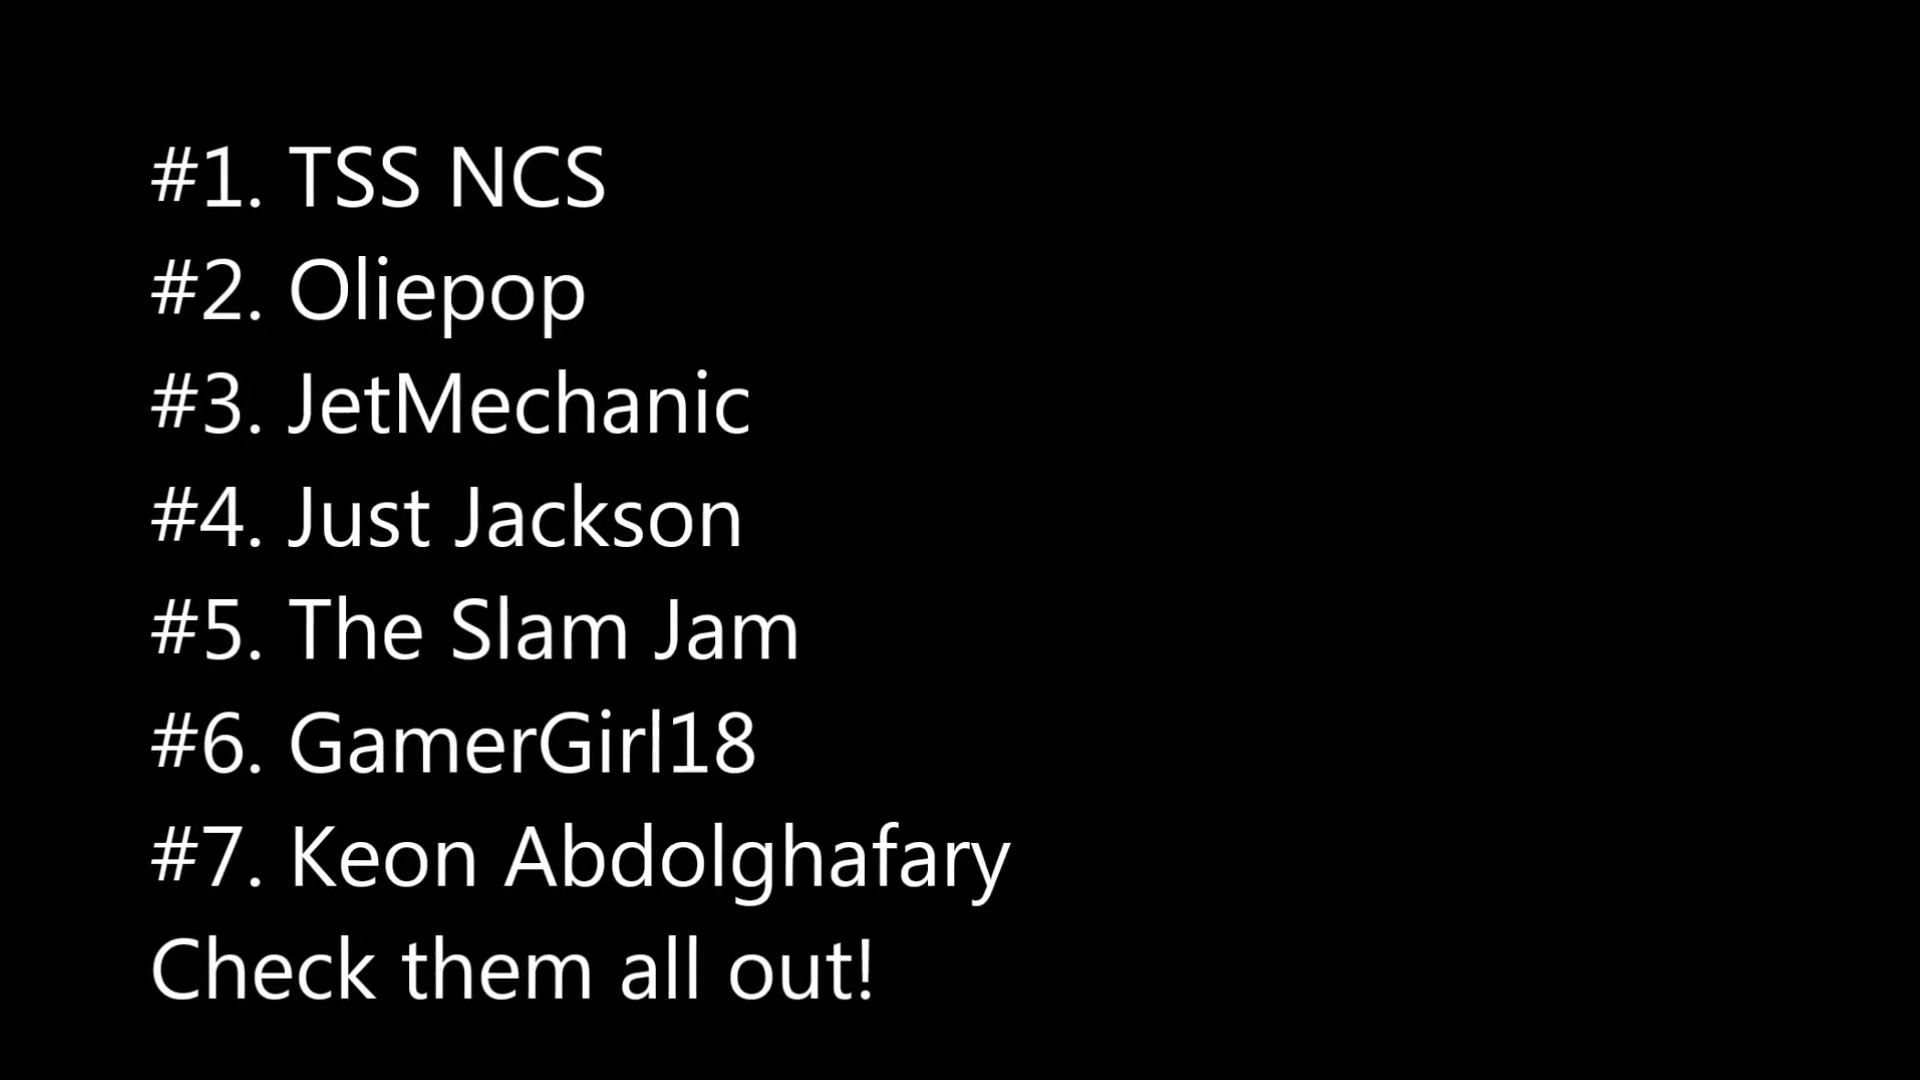 #1. TSS NCS
#2. Oliepop
#3. JetMechanic
#4. Just Jackson
#5. The Slam Jam
#6. GamerGirl18
#7. Keon Abdolghafary
Check them all out!